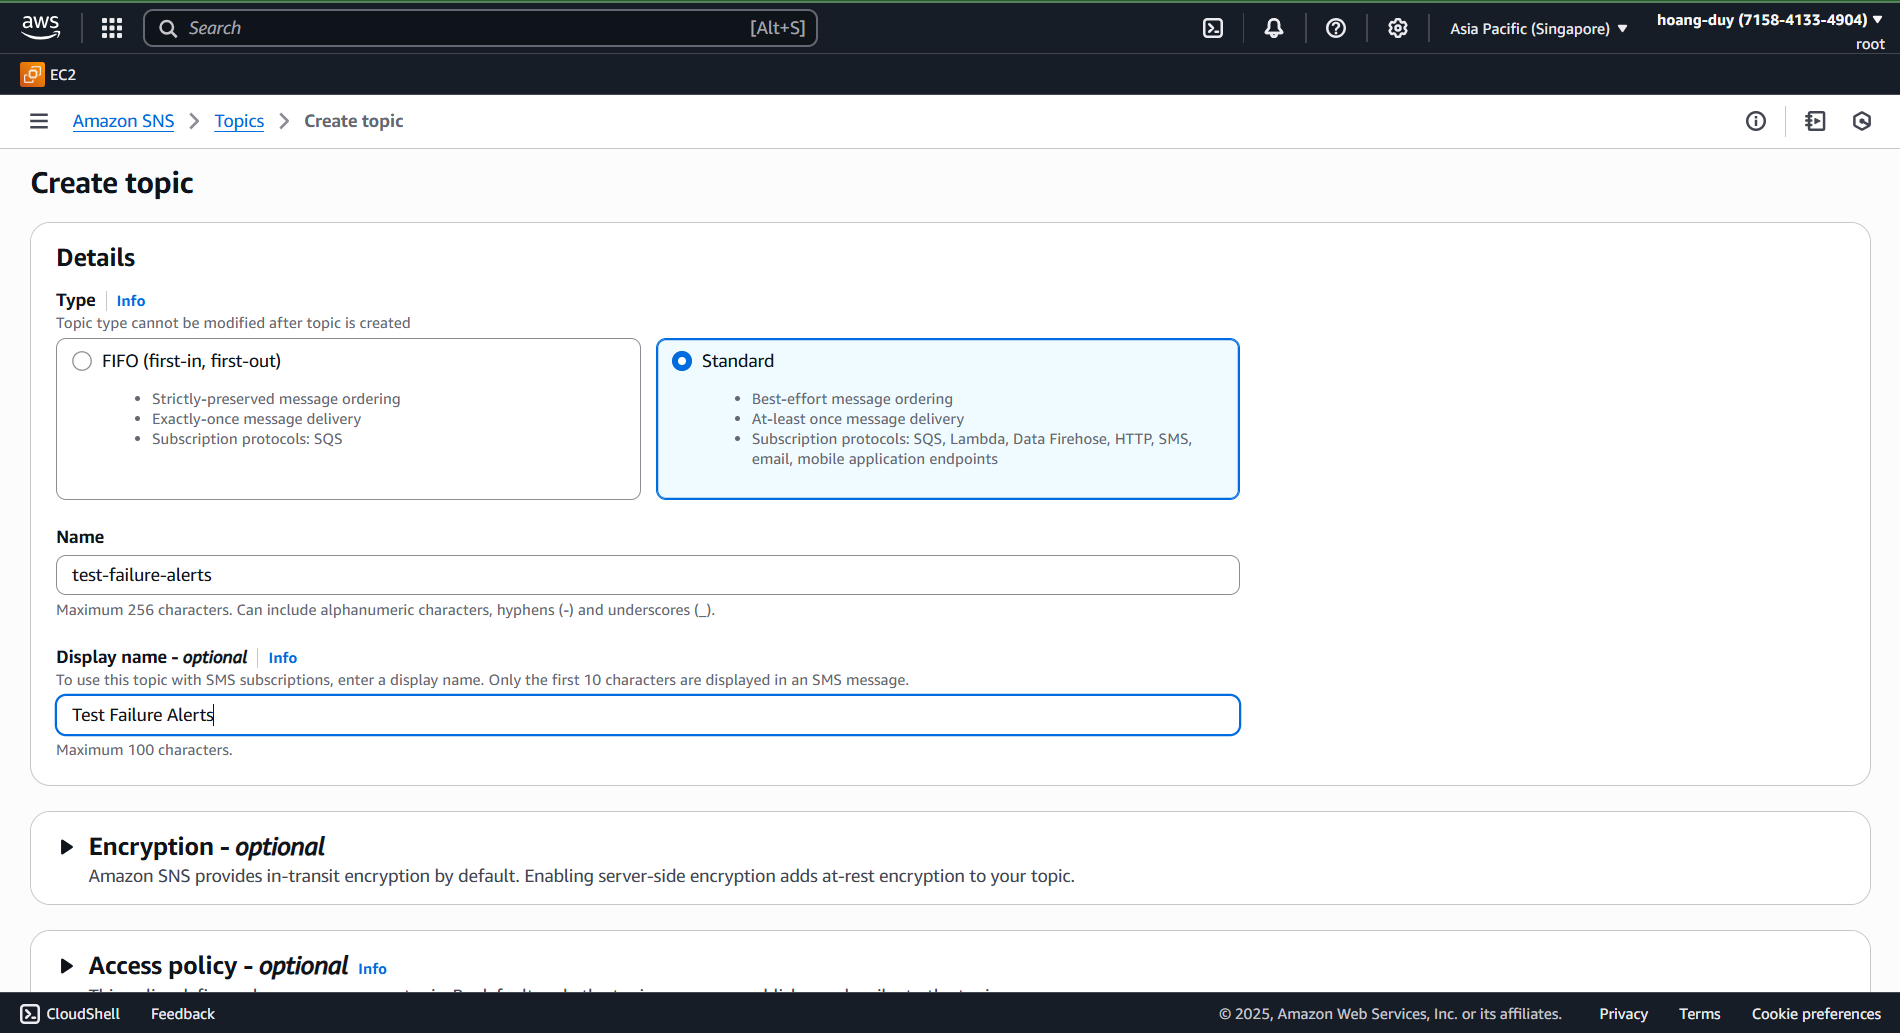 aws
Search
[Alt+S]
Asia Pacific (Singapore)
hoang-duy (7158-4133-4904)
root
EC2
Amazon SNS
Topics
Create topic
Create topic
Details
Type
Info
Topic type cannot be modified after topic is created
FIFO (first-in, first-out)
Strictly-preserved message ordering
Exactly-once message delivery
Subscription protocols: SQS
Standard
Best-effort message ordering
At-least once message delivery
Subscription protocols: SQS, Lambda, Data Firehose, HTTP, SMS,
email, mobile application endpoints
Name
test-failure-alerts
Maximum 256 characters. Can include alphanumeric characters, hyphens (-) and underscores (_).
Display name - optional
Info
To use this topic with SMS subscriptions, enter a display name. Only the first 10 characters are displayed in an SMS message.
Test Failure Alerts
Maximum 100 characters.
Encryption - optional
Amazon SNS provides in-transit encryption by default. Enabling server-side encryption adds at-rest encryption to your topic.
Access policy - optional
Info
CloudShell
Feedback
© 2025, Amazon Web Services, Inc. or its affiliates.
Privacy
Terms
Cookie preferences